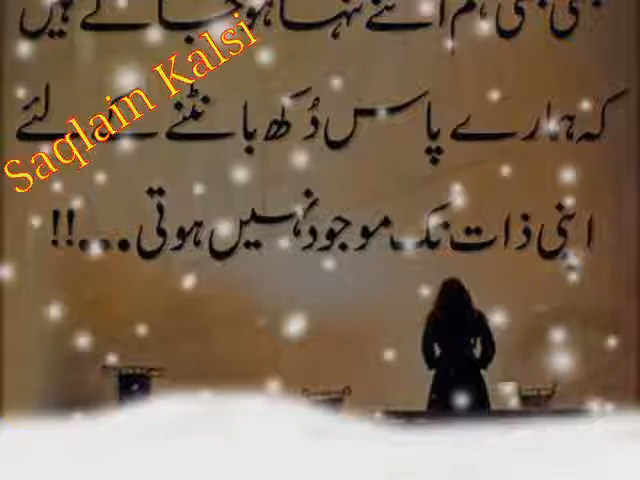 کبھی کبھی ہم اتنے تنہا ہو جاتے ہیں
کہ ہمارے پاس دُکھ بانٹنے کے لئے
اپنی ذات تک موجود نہیں ہوتی...!!
Saqlain Kalsi